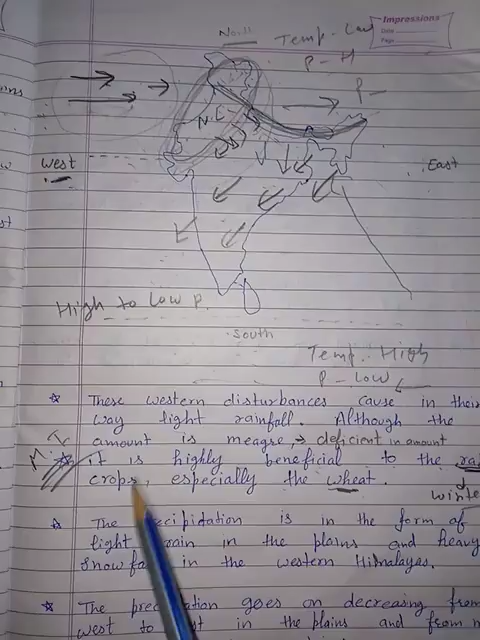 Impressions
Date
Page
North
Temp - Low
P - H
P -
N.C
West
East
High to Low P.
South
Temp. High
P - Low
☆ These western disturbances cause in their
way light rainfall. Although the
amount is meagre, → deficient in amount
M. I
☆ it is highly beneficial to the
crops, especially the wheat.
☆ The precipitation is in the form of
light rain in the plains and heavy
snowfall in the western Himalayas.
☆ The precipitation goes on decreasing from
west to east in the plains and from